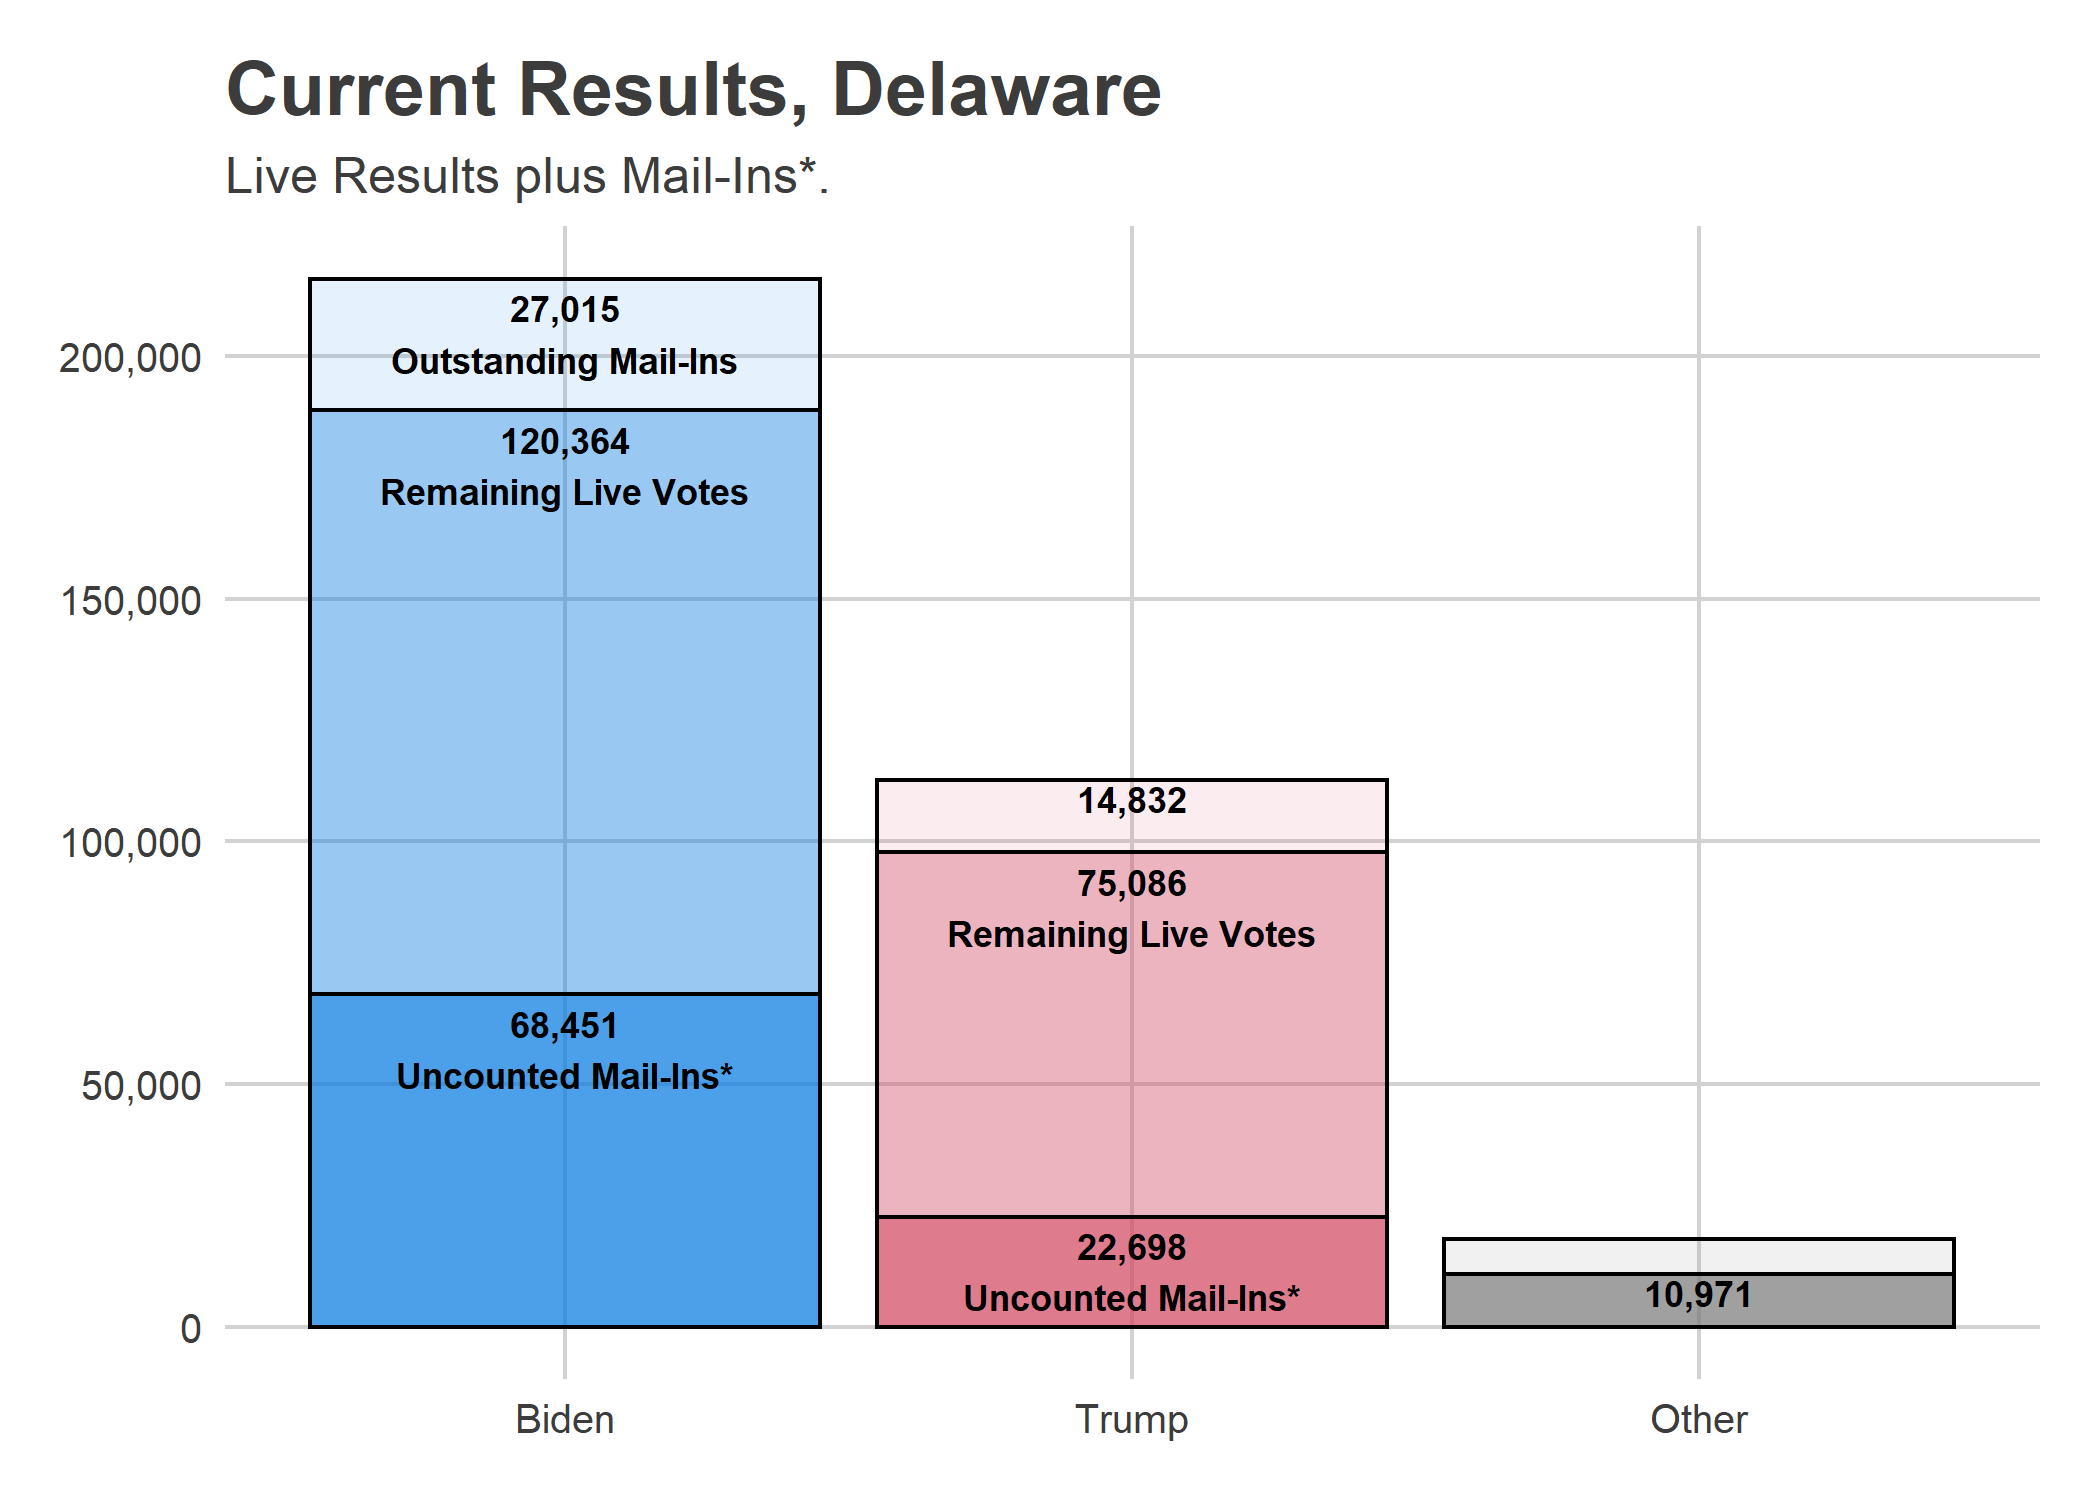 Current Results, Delaware
Live Results plus Mail-Ins*.
200,000
150,000
100,000
50,000
0
27,015
Outstanding Mail-Ins
120,364
Remaining Live Votes
68,451
Uncounted Mail-Ins*
14,832
75,086
Remaining Live Votes
22,698
Uncounted Mail-Ins*
10,971
Biden
Trump
Other